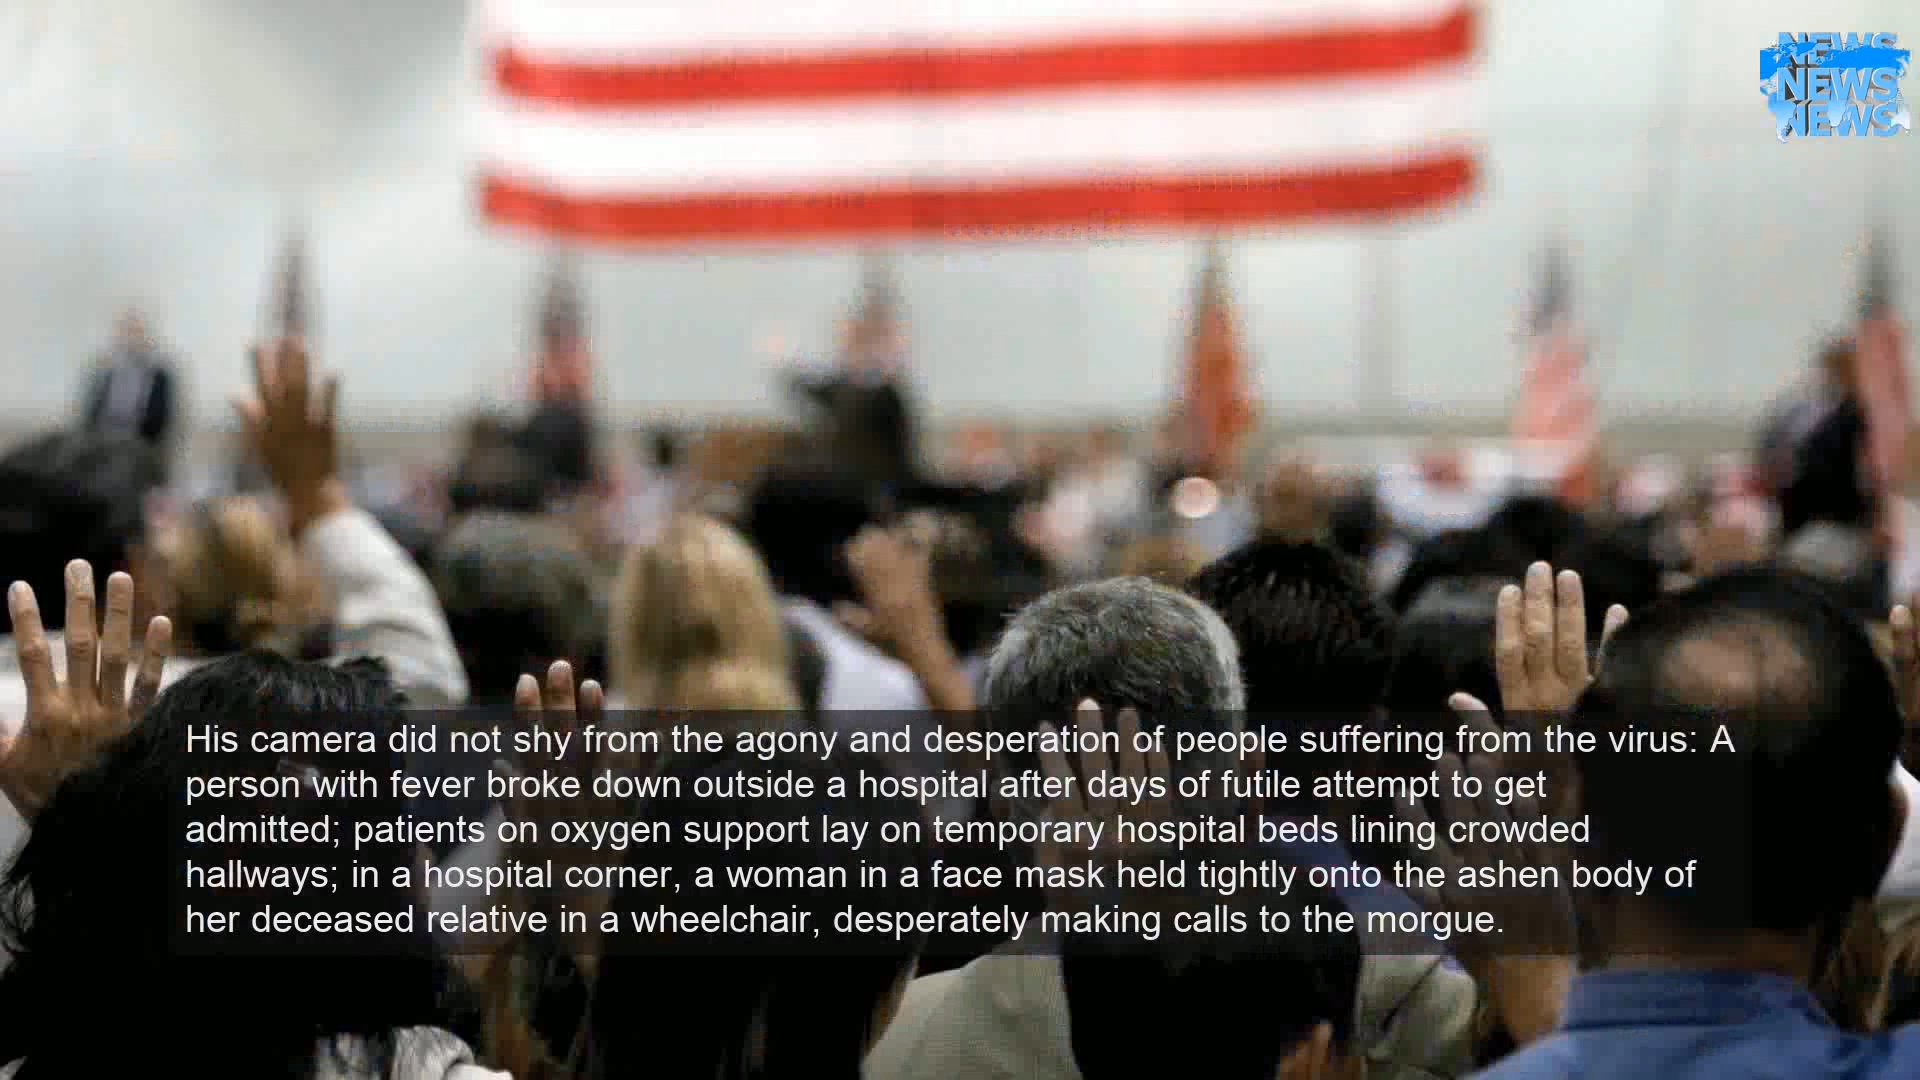 NEWS
NEWS
NEWS
His camera did not shy from the agony and desperation of people suffering from the virus: A
person with fever broke down outside a hospital after days of futile attempt to get
admitted; patients on oxygen support lay on temporary hospital beds lining crowded
hallways; in a hospital corner, a woman in a face mask held tightly onto the ashen body of
her deceased relative in a wheelchair, desperately making calls to the morgue.